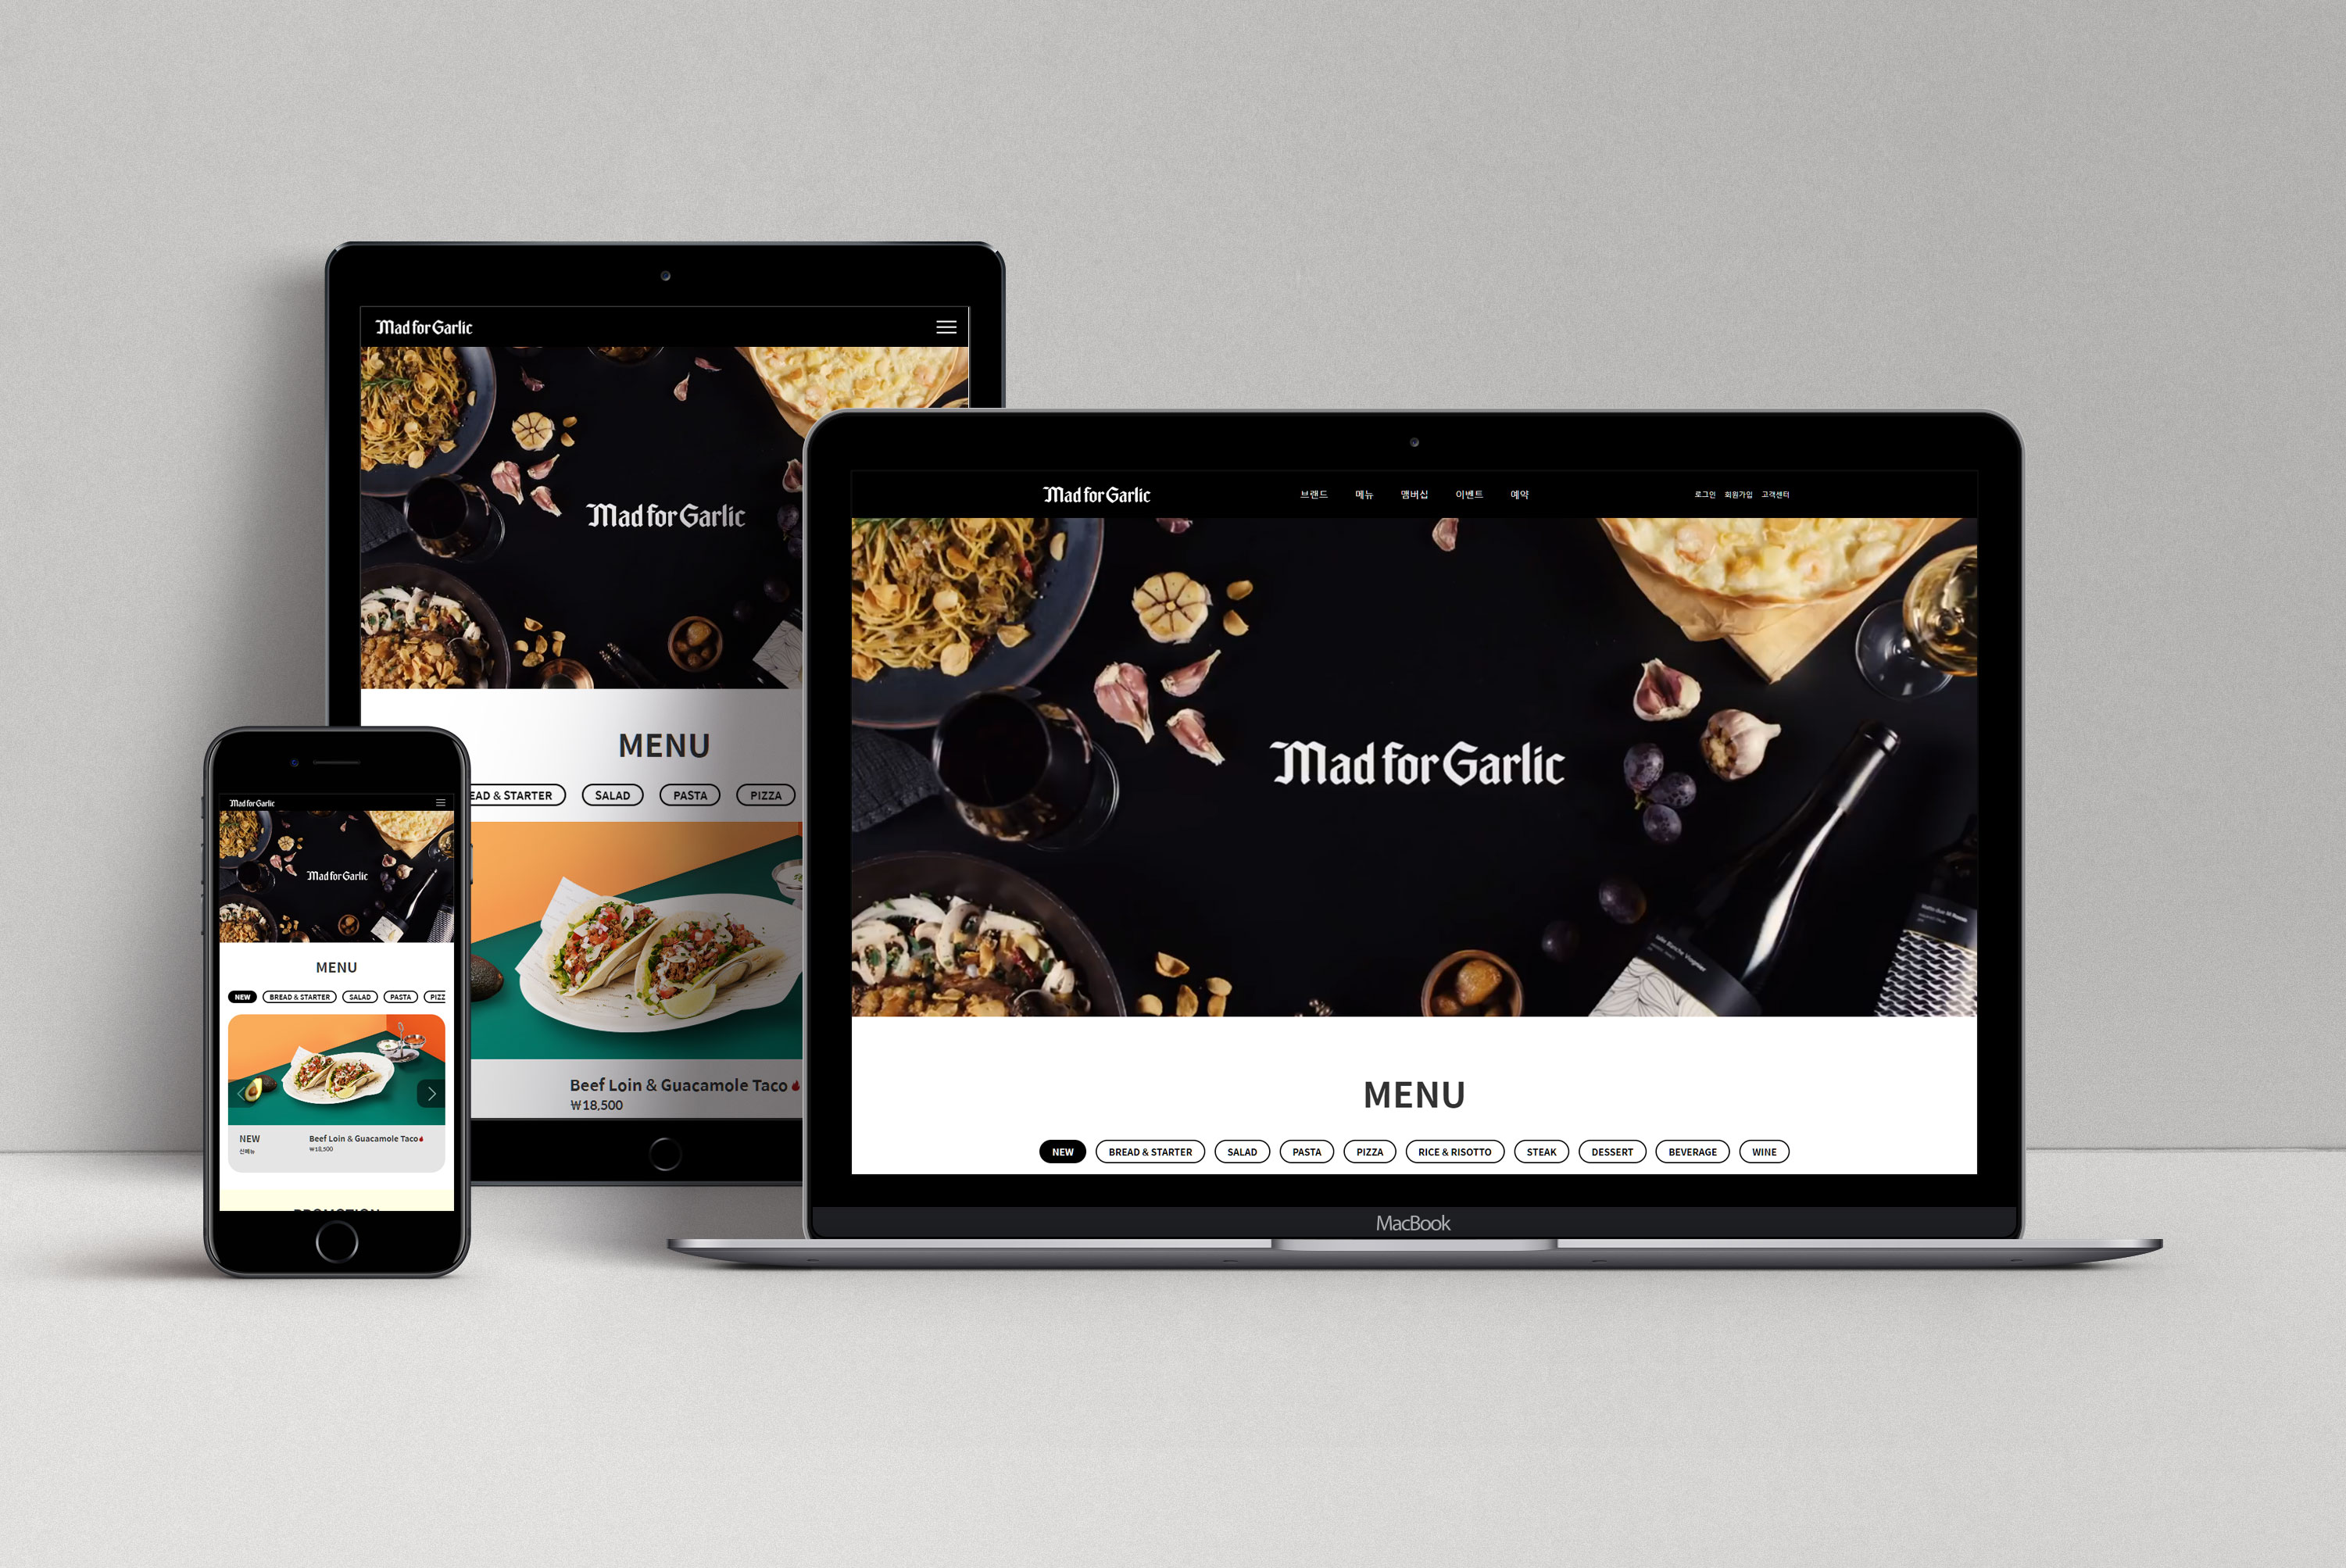 Mad for Garlic
Mad for Garlic
MENU
EAD & STARTER SALAD PASTA PIZZA
Beef Loin & Guacamole Taco
₩18,500
Mad for Garlic
Mad for Garlic
MENU
NEW BREAD & STARTER SALAD PASTA PIZZ
NEW Beef Loin & Guacamole Taco
신메뉴 ₩18,500
PROMOTION
Mad for Garlic 브랜드 메뉴 맴버십 이벤트 예약 로그인 회원가입 고객센터
Mad for Garlic
MENU
NEW BREAD & STARTER SALAD PASTA PIZZA RICE & RISOTTO STEAK DESSERT BEVERAGE WINE
MacBook